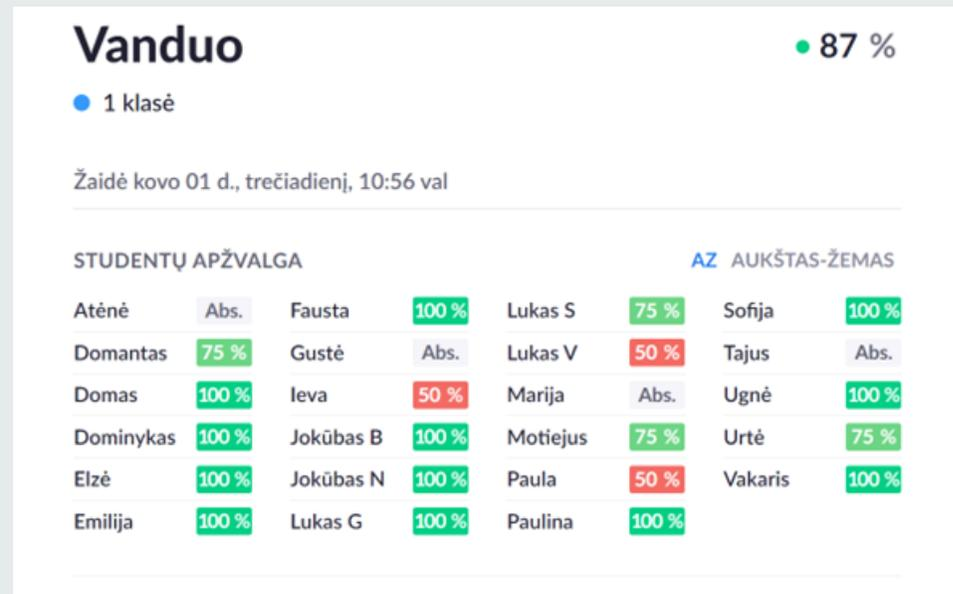 Vanduo 87 %
1 klasė
Žaidė kovo 01 d., trečiadienį, 10:56 val
STUDENTŲ APŽVALGA AZ AUKŠTAS-ŽEMAS
Atėnė Abs. Fausta 100 % Lukas S 75 % Sofija 100 %
Domantas 75 % Gustė Abs. Lukas V 50 % Tajus Abs.
Domas 100 % Ieva 50 % Marija Abs. Ugnė 100 %
Dominykas 100 % Jokūbas B 100 % Motiejus 75 % Urtė 75 %
Elzė 100 % Jokūbas N 100 % Paula 50 % Vakaris 100 %
Emilija 100 % Lukas G 100 % Paulina 100 %